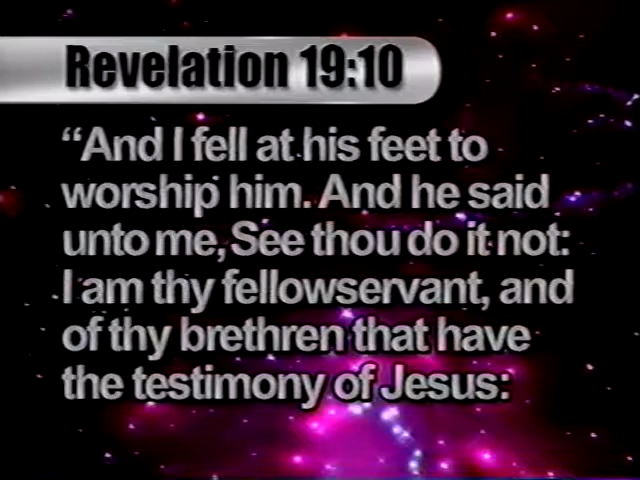 Revelation 19:10
“And I fell at his feet to
worship him. And he said
unto me, See thou do it not:
I am thy fellowservant, and
of thy brethren that have
the testimony of Jesus: